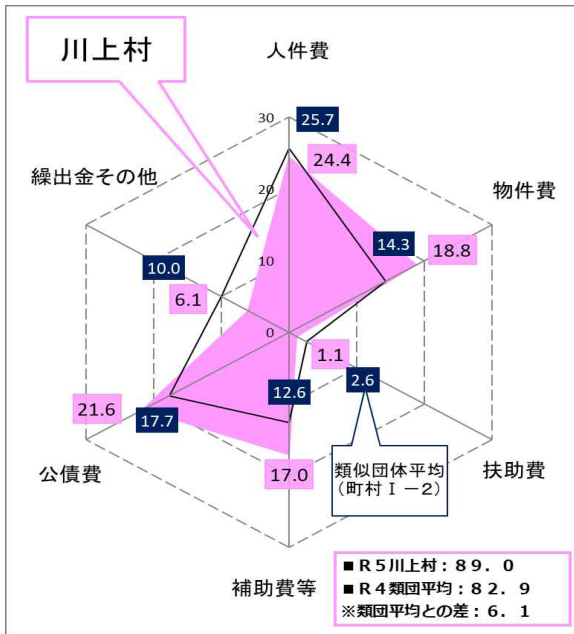 川上村
人件費
30
25.7
24.4
繰出金その他
20
物件費
14.3
18.8
10.0
10
6.1
0
1.1
12.6
2.6
21.6
17.7
17.0
類似団体平均
(町村Ⅰ－2)
扶助費
公債費
補助費等
■R5川上村：89.0
■R4類団平均：82.9
※類団平均との差：6.1